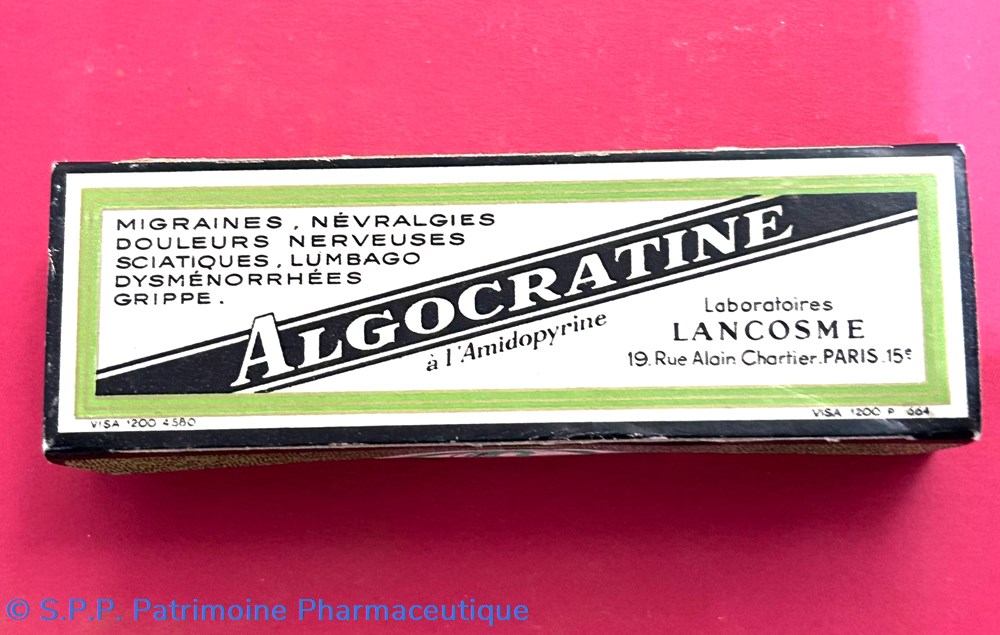 MIGRAINES, NÉVRALGIES
DOULEURS NERVEUSES
SCIATIQUES, LUMBAGO
DYSMÉNORRHÉES
GRIPPE.
ALGOCRATINE
à l'Amidopyrine
Laboratoires
LANCOSME
19. Rue Alain Chartier. PARIS. 15e
VISA 1200 4580
VISA 1200 P 1664
© S.P.P. Patrimoine Pharmaceutique